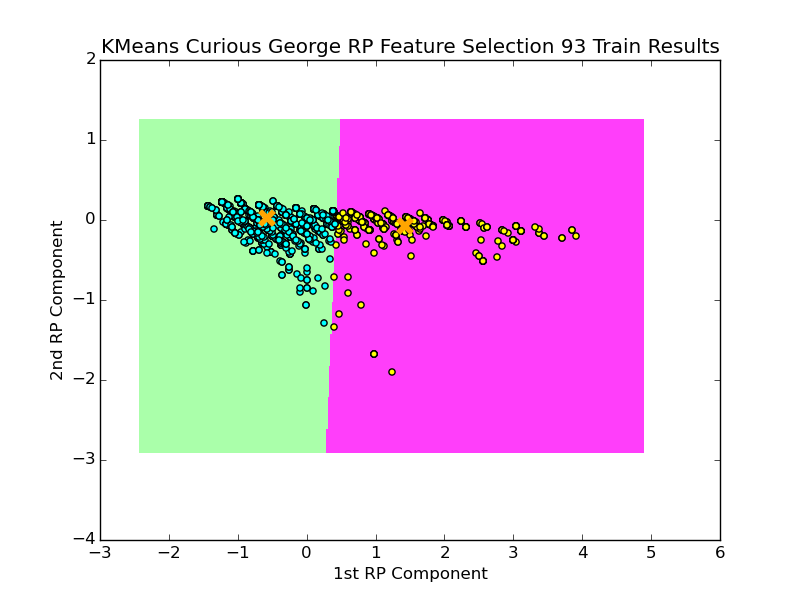 KMeans Curious George RP Feature Selection 93 Train Results
2
1
0
−1
−2
−3
−4
2nd RP Component
−3 −2 −1 0 1 2 3 4 5 6
1st RP Component